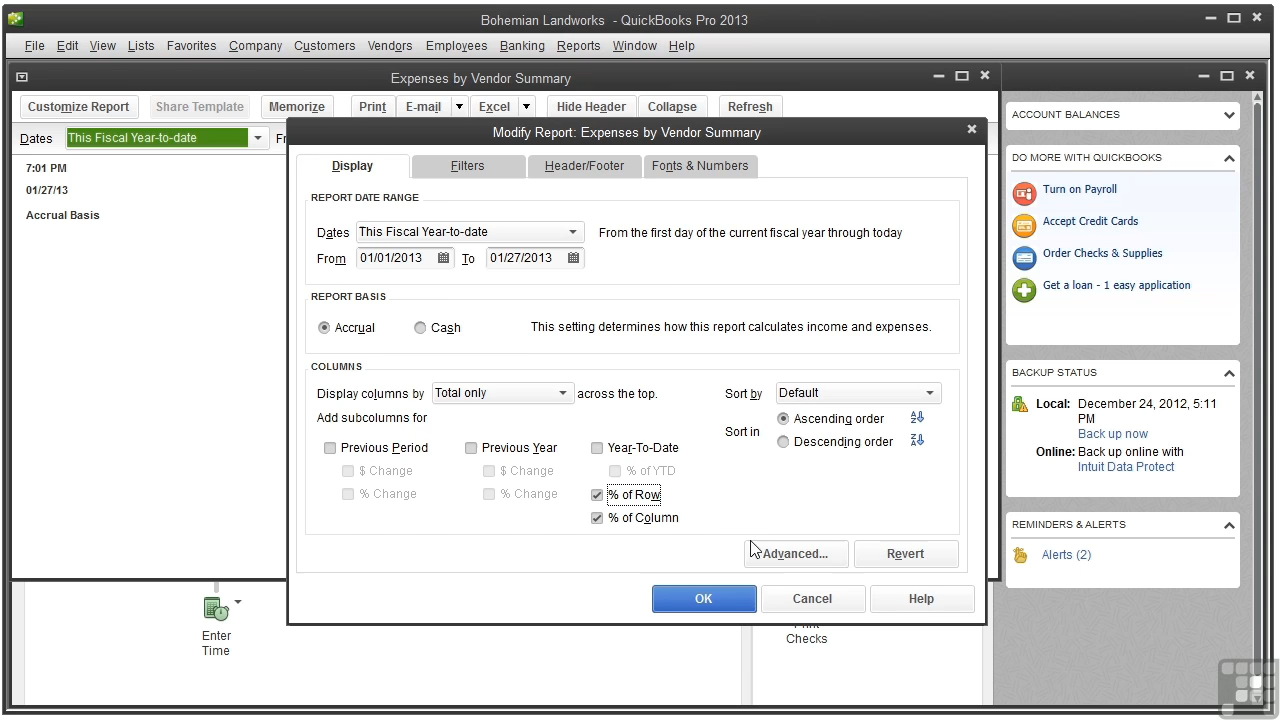 Bohemian Landworks - QuickBooks Pro 2013
File Edit View Lists Favorites Company Customers Vendors Employees Banking Reports Window Help
Expenses by Vendor Summary
Customize Report Share Template Memorize Print E-mail Excel Hide Header Collapse Refresh
Dates This Fiscal Year-to-date
7:01 PM
01/27/13
Accrual Basis
Modify Report: Expenses by Vendor Summary
Display Filters Header/Footer Fonts & Numbers
REPORT DATE RANGE
Dates This Fiscal Year-to-date From the first day of the current fiscal year through today
From 01/01/2013 To 01/27/2013
REPORT BASIS
Accrual Cash This setting determines how this report calculates income and expenses.
COLUMNS
Display columns by Total only across the top. Sort by Default
Add subcolumns for
Sort in Ascending order
Descending order
Previous Period Previous Year Year-To-Date
$ Change $ Change % of YTD
% Change % Change % of Row
% of Column
Advanced... Revert
OK Cancel Help
Enter
Time
Print
Checks
ACCOUNT BALANCES
DO MORE WITH QUICKBOOKS
Turn on Payroll
Accept Credit Cards
Order Checks & Supplies
Get a loan - 1 easy application
BACKUP STATUS
Local: December 24, 2012, 5:11
PM
Back up now
Online: Back up online with
Intuit Data Protect
REMINDERS & ALERTS
Alerts (2)